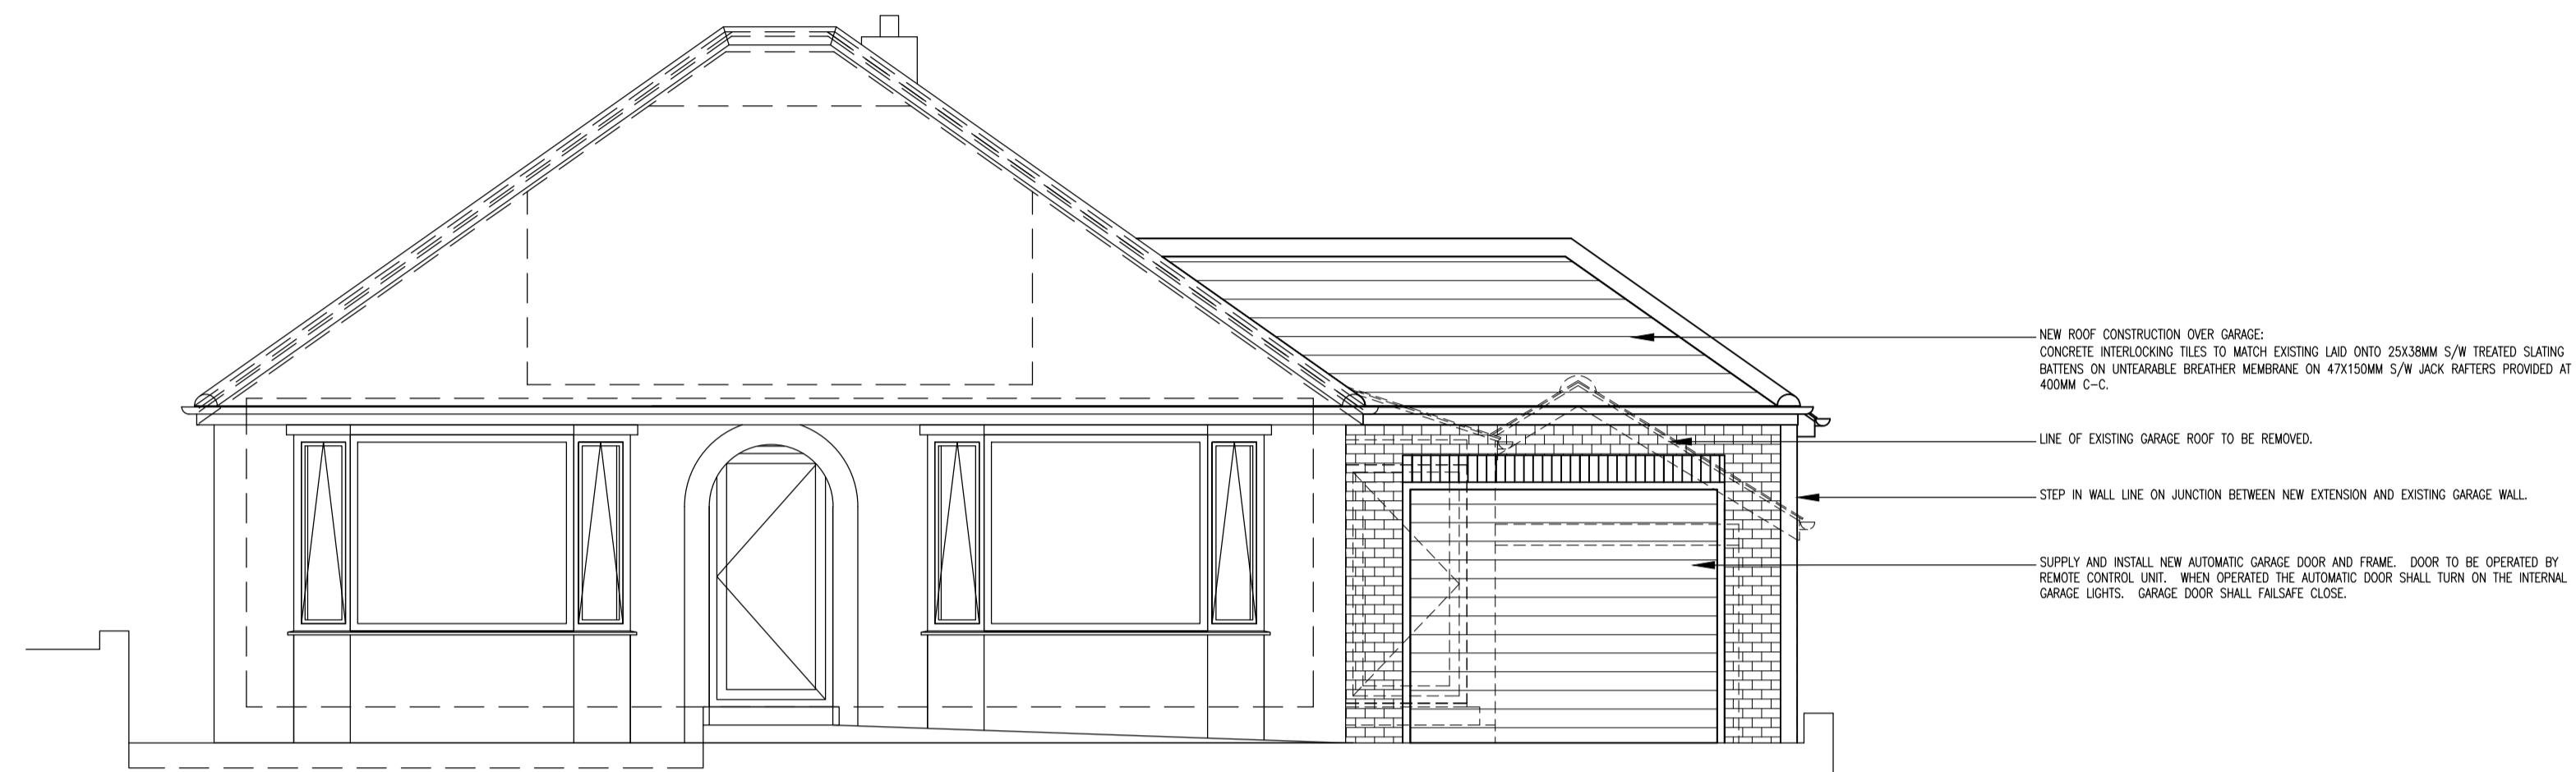 NEW ROOF CONSTRUCTION OVER GARAGE:
CONCRETE INTERLOCKING TILES TO MATCH EXISTING LAID ONTO 25X38MM S/W TREATED SLATING
BATTENS ON UNTEARABLE BREATHER MEMBRANE ON 47X150MM S/W JACK RAFTERS PROVIDED AT
400MM C-C.
LINE OF EXISTING GARAGE ROOF TO BE REMOVED.
STEP IN WALL LINE ON JUNCTION BETWEEN NEW EXTENSION AND EXISTING GARAGE WALL.
SUPPLY AND INSTALL NEW AUTOMATIC GARAGE DOOR AND FRAME. DOOR TO BE OPERATED BY
REMOTE CONTROL UNIT. WHEN OPERATED THE AUTOMATIC DOOR SHALL TURN ON THE INTERNAL
GARAGE LIGHTS. GARAGE DOOR SHALL FAILSAFE CLOSE.